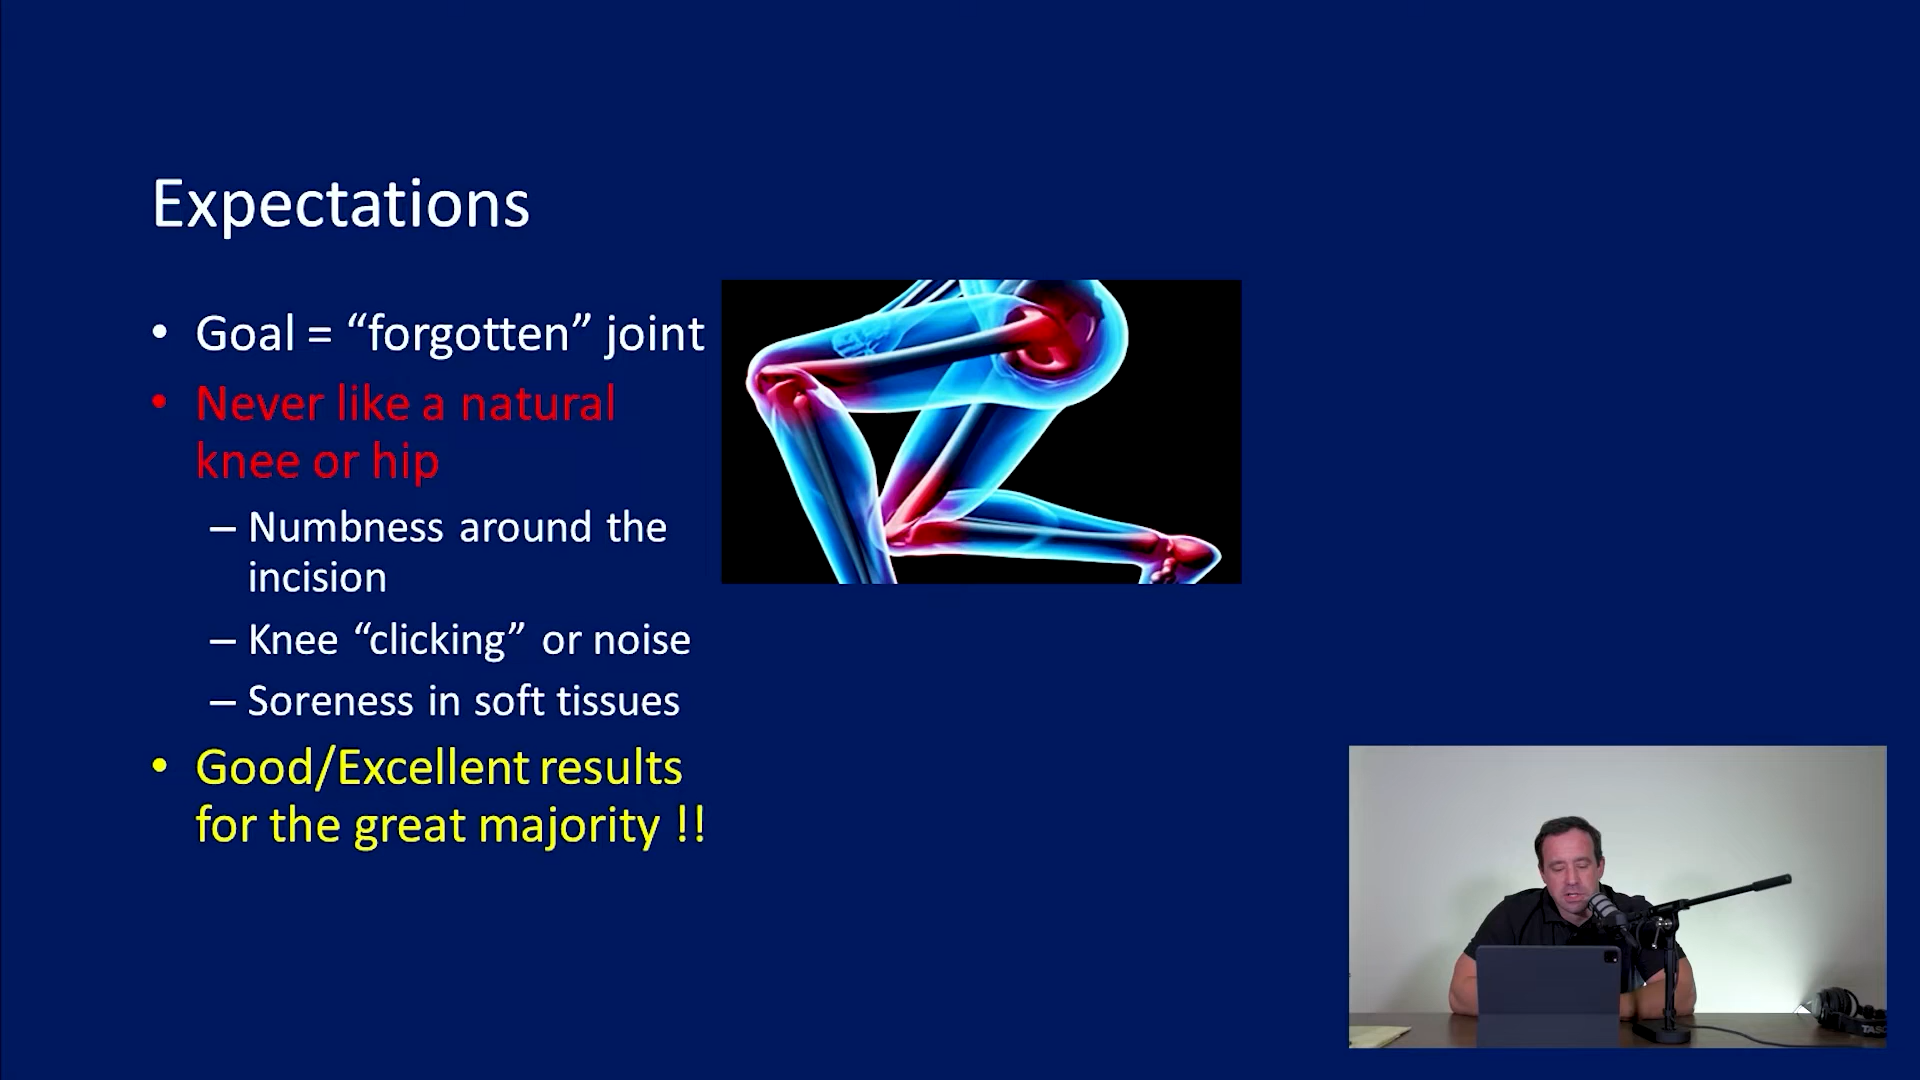 Expectations
• Goal = “forgotten” joint
• Never like a natural
knee or hip
– Numbness around the
incision
– Knee “clicking” or noise
– Soreness in soft tissues
• Good/Excellent results
for the great majority !!